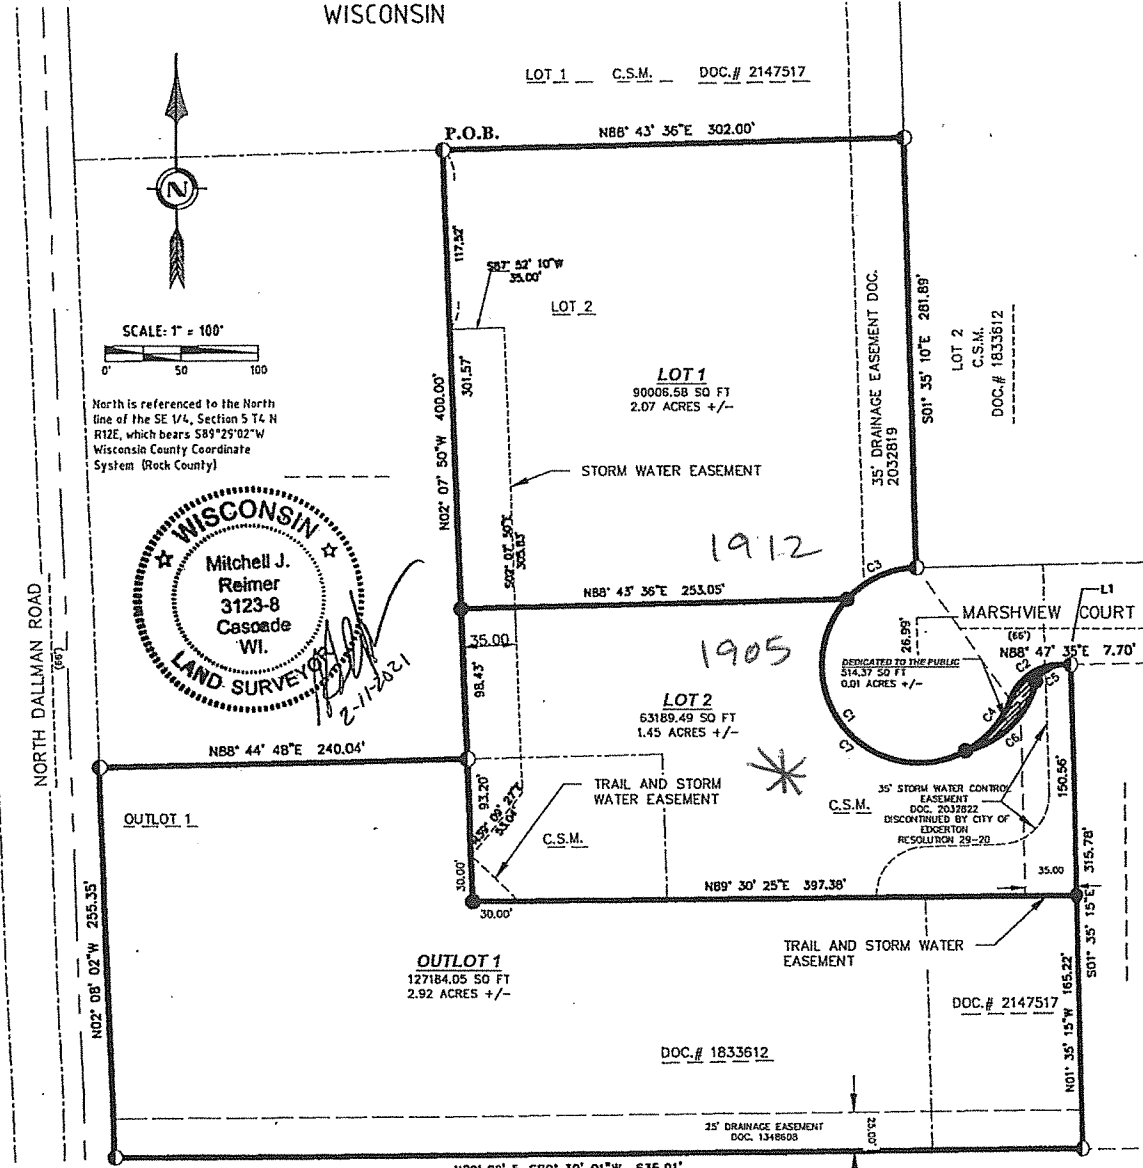 WISCONSIN
LOT 1 C.S.M. DOC.# 2147517
P.O.B.
N88° 43' 36"E 302.00'
N
117.52'
S87° 52' 10"W
35.00'
LOT 2
SCALE: 1" = 100'
0' 50 100
North is referenced to the North
line of the SE 1/4, Section 5 T4 N
R12E, which bears S89°29'02"W
Wisconsin County Coordinate
System (Rock County)
LOT 1
90006.58 SQ FT
2.07 ACRES +/-
301.57'
N02° 07' 50"W 400.00'
35' DRAINAGE EASEMENT DOC.
2032819
S01° 35' 10"E 281.89'
LOT 2
C.S.M.
DOC.# 1833612
STORM WATER EASEMENT
S02° 07' 50"E
305.83'
WISCONSIN
Mitchell J.
Reimer
3123-8
Cascade
WI.
LAND SURVEYOR
2-11-2021
1912
C3
N88° 43' 36"E 253.05'
L1
MARSHVIEW COURT
(66')
N88° 47' 35"E 7.70'
NORTH DALLMAN ROAD
(66')
35.00
98.43'
1905
26.99'
DEDICATED TO THE PUBLIC
514.37 SQ FT
0.01 ACRES +/-
C2
C5
C4
C6
C1
C7
LOT 2
63189.49 SQ FT
1.45 ACRES +/-
N88° 44' 48"E 240.04'
93.20'
TRAIL AND STORM
WATER EASEMENT
C.S.M.
C.S.M.
35' STORM WATER CONTROL
EASEMENT
DOC. 2032822
DISCONTINUED BY CITY OF
EDGERTON
RESOLUTION 29-20
150.56'
OUTLOT 1
30.00'
30.00'
N89° 30' 25"E 397.38'
35.00
S01° 35' 15"E 315.78'
N02° 08' 02"W 255.35'
OUTLOT 1
127184.05 SQ FT
2.92 ACRES +/-
TRAIL AND STORM WATER
EASEMENT
DOC.# 2147517
N01° 35' 15"W 165.22'
DOC.# 1833612
25' DRAINAGE EASEMENT
DOC. 1348608
25.00'